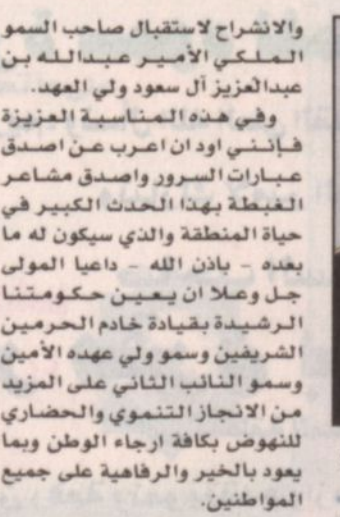 والانشراح لاستقبال صاحب السمو
الملكي الأمير عبدالله بن
عبدالعزيز آل سعود ولي العهد.
وفي هذه المناسبة العزيزة
فإنني اود ان اعرب عن اصدق
عبارات السرور واصدق مشاعر
الغبطة بهذا الحدث الكبير في
حياة المنطقة والذي سيكون له ما
بعده - باذن الله - داعيا المولى
جل وعلا ان يعين حكومتنا
الرشيدة بقيادة خادم الحرمين
الشريفين وسمو ولي عهده الأمين
وسمو النائب الثاني على المزيد
من الانجاز التنموي والحضاري
للنهوض بكافة ارجاء الوطن وبما
يعود بالخير والرفاهية على جميع
المواطنين.